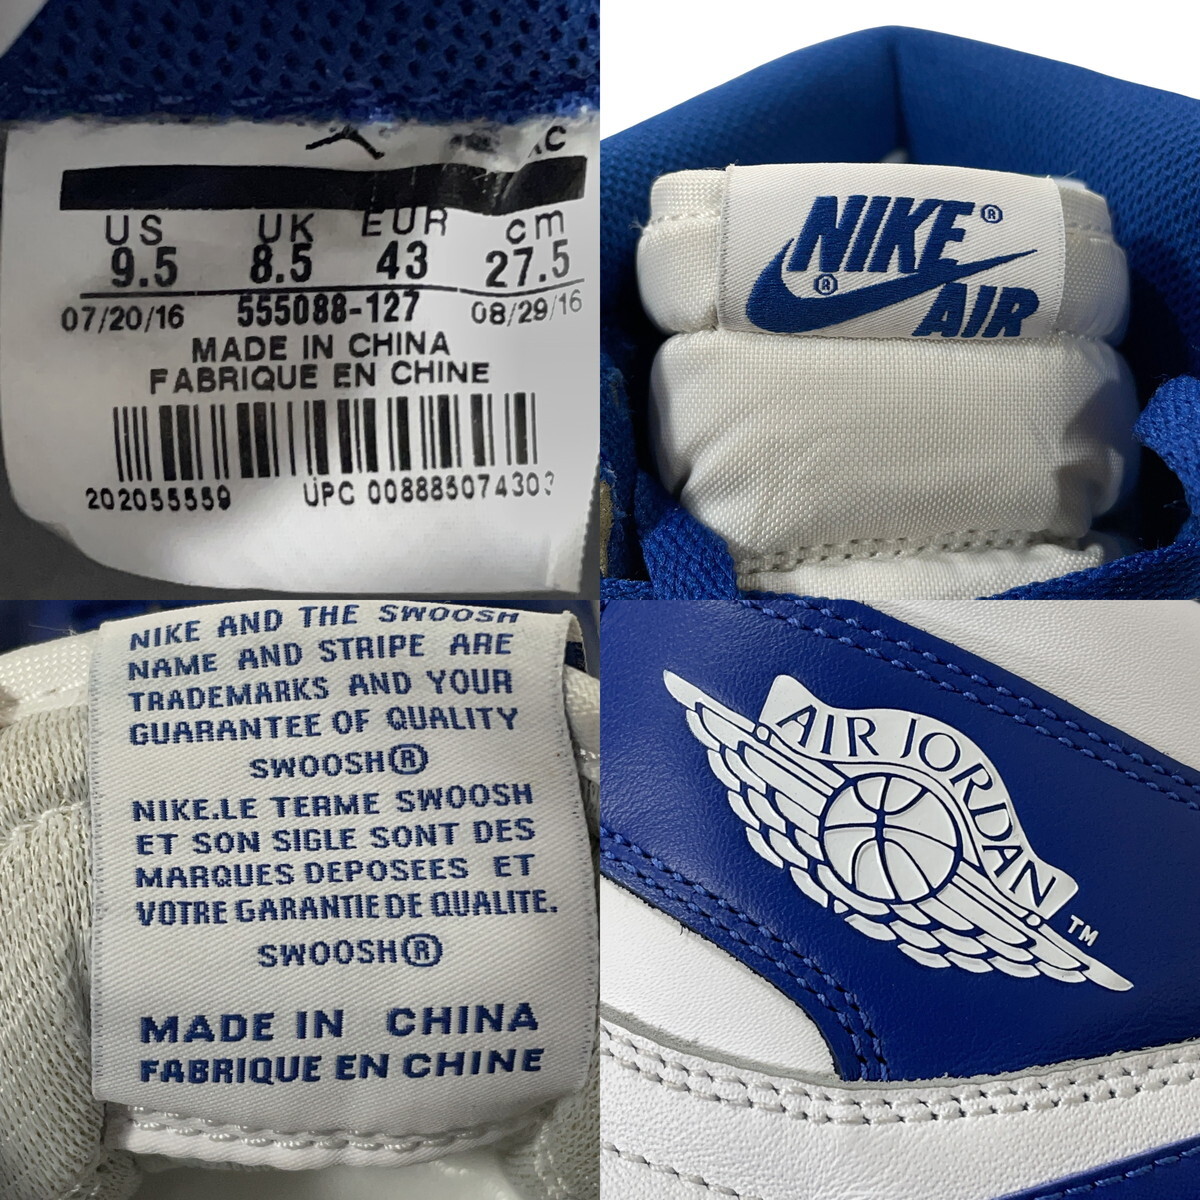 US UK EUR cm
9.5 8.5 43 27.5
07/20/16 555088-127 08/29/16
MADE IN CHINA
FABRIQUE EN CHINE
202055559 UPC 00888507430
NIKE®
®
AIR
NIKE AND THE SWOOSH
NAME AND STRIPE ARE
TRADEMARKS AND YOUR
GUARANTEE OF QUALITY
SWOOSH®
NIKE.LE TERME SWOOSH
ET SON SIGLE SONT DES
MARQUES DEPOSEES ET
VOTRE GARANTIE DE QUALITE.
SWOOSH®
MADE IN CHINA
FABRIQUE EN CHINE
AIR JORDAN
TM